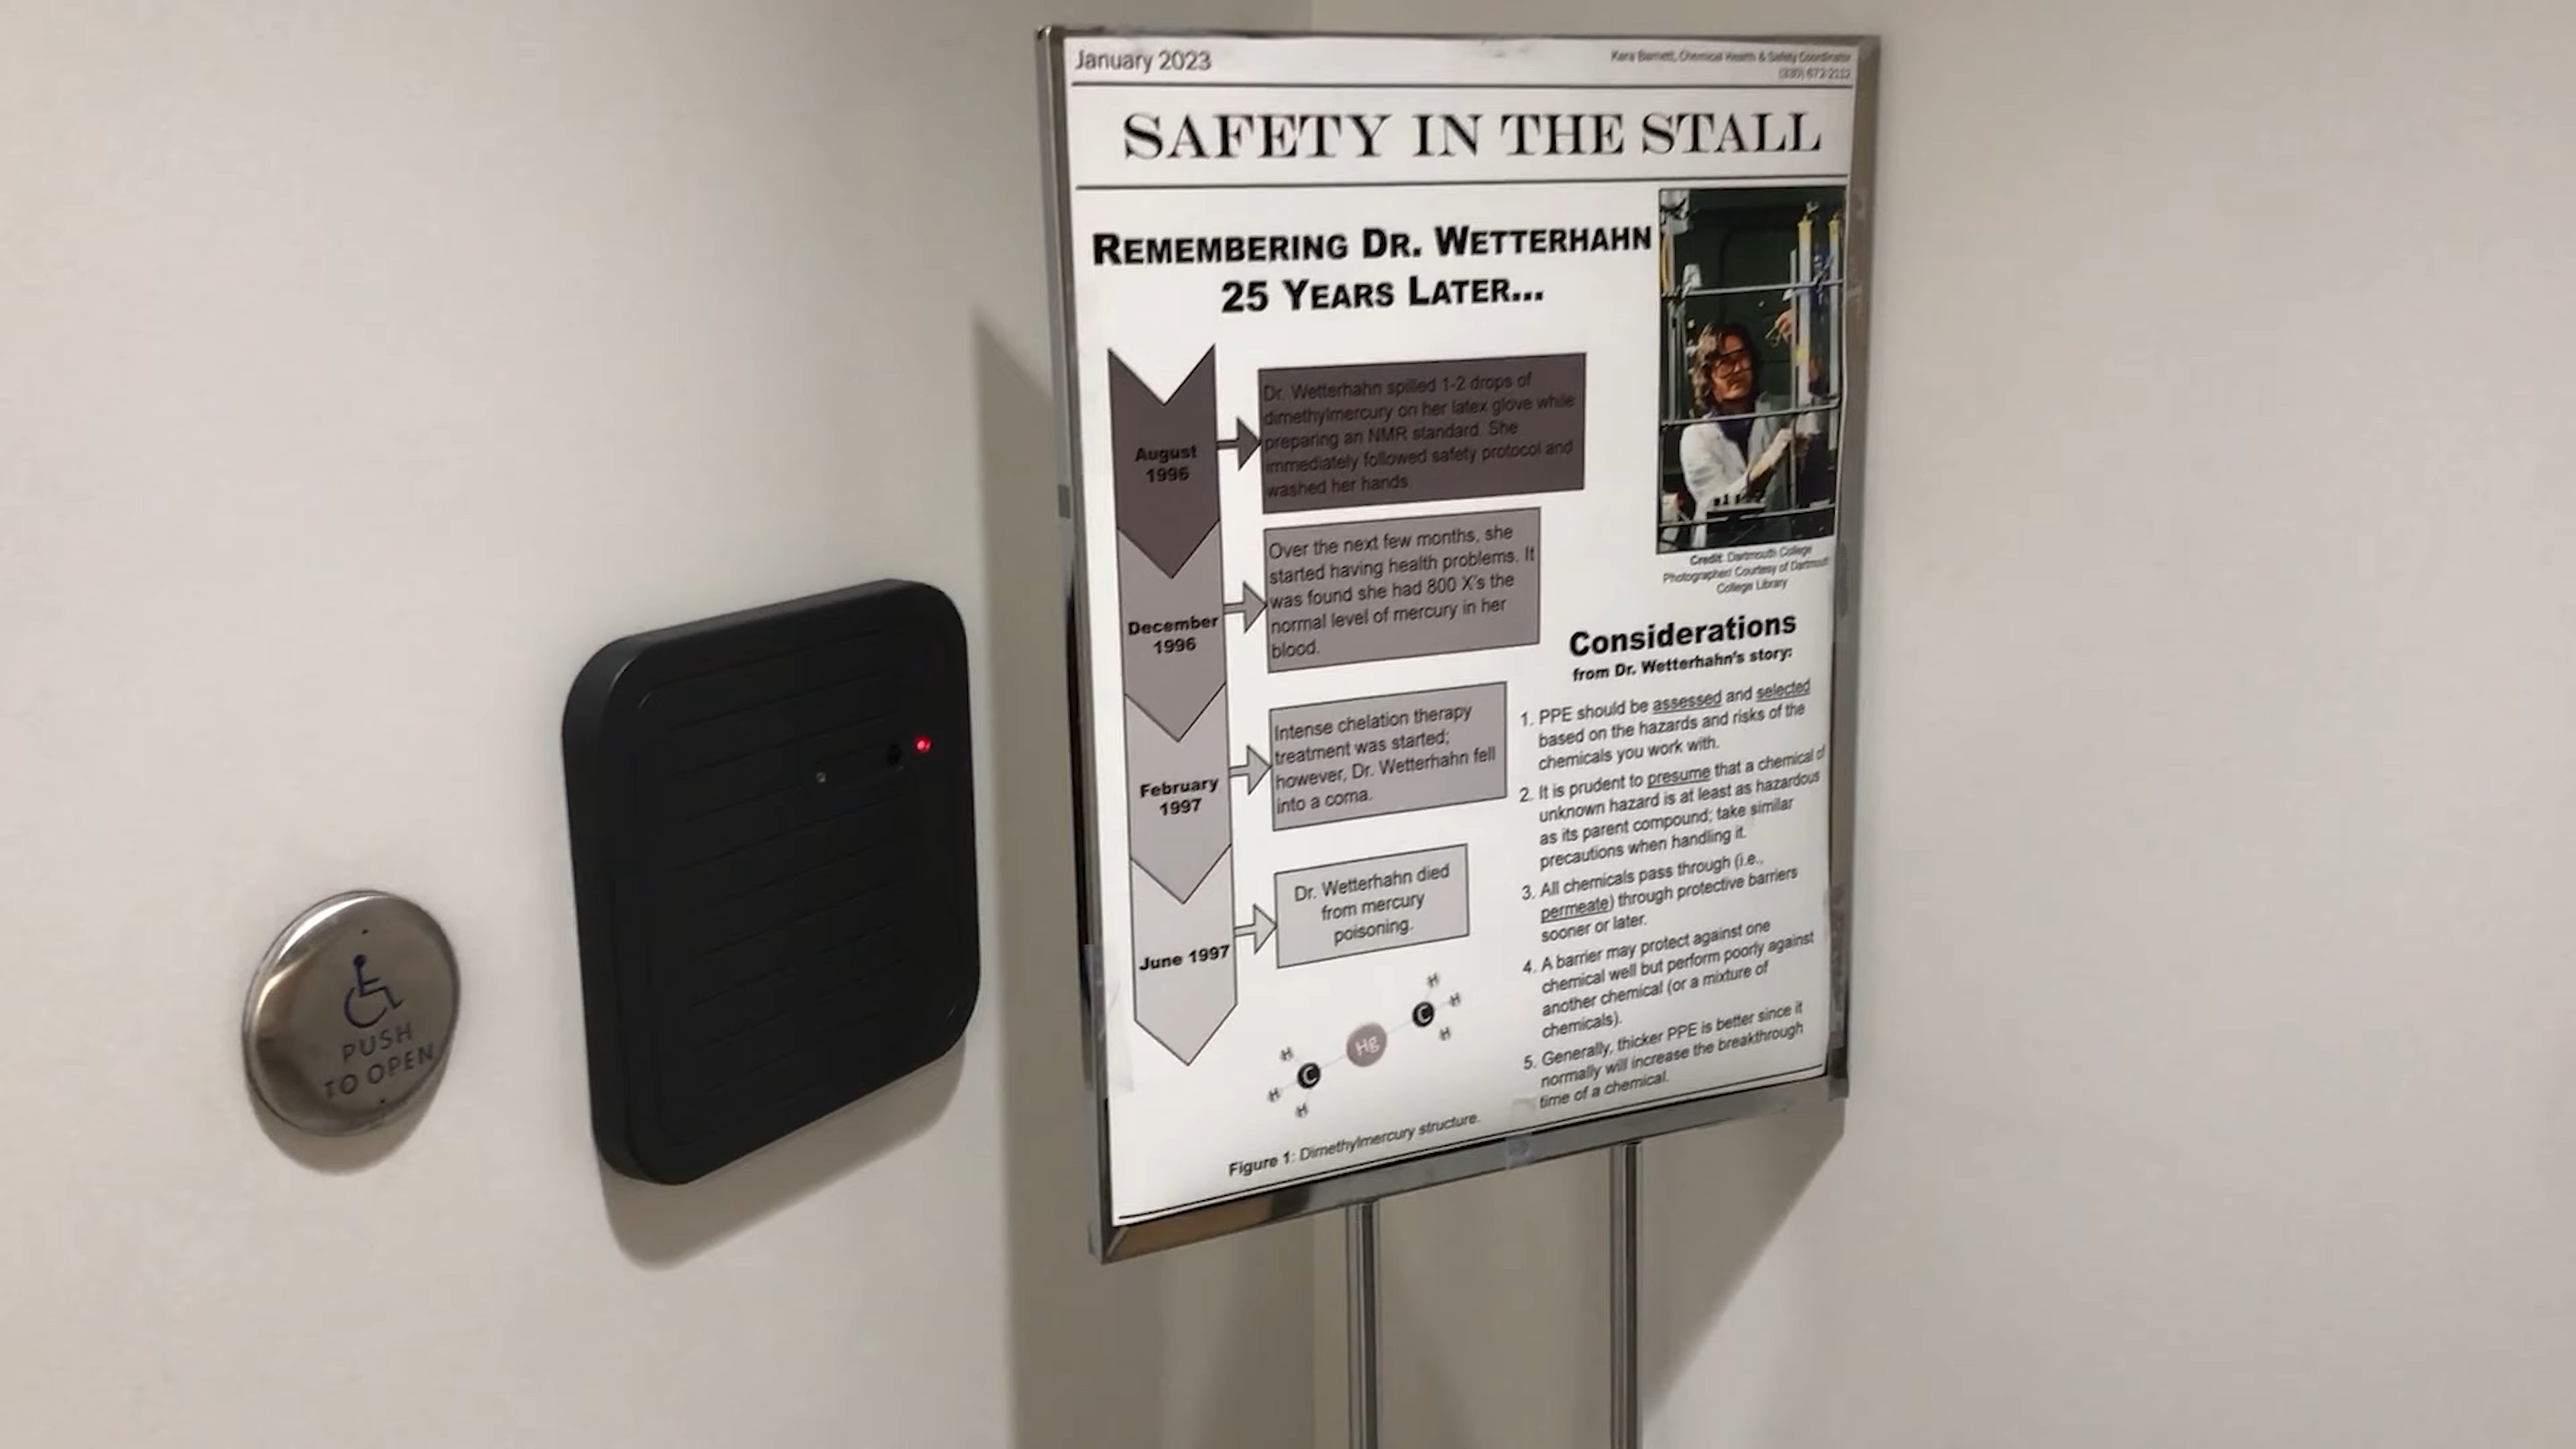 January 2023
Kara Barnett, Chemical Health & Safety Coordinator
(330) 672-2112
SAFETY IN THE STALL
REMEMBERING DR. WETTERHAHN
25 YEARS LATER...
August
1996
Dr. Wetterhahn spilled 1-2 drops of
dimethylmercury on her latex glove while
preparing an NMR standard. She
immediately followed safety protocol and
washed her hands.
December
1996
Over the next few months, she
started having health problems. It
was found she had 800 X's the
normal level of mercury in her
blood.
February
1997
Intense chelation therapy
treatment was started;
however, Dr. Wetterhahn fell
into a coma.
June 1997
Dr. Wetterhahn died
from mercury
poisoning.
H
H
H
C
Hg
C
H
H
H
Figure 1: Dimethylmercury structure.
Credit: Dartmouth College
Photographer/ Courtesy of Dartmouth
College Library
Considerations
from Dr. Wetterhahn's story:
1. PPE should be assessed and selected
based on the hazards and risks of the
chemicals you work with.
2. It is prudent to presume that a chemical of
unknown hazard is at least as hazardous
as its parent compound; take similar
precautions when handling it.
3. All chemicals pass through (i.e.,
permeate) through protective barriers
sooner or later.
4. A barrier may protect against one
chemical well but perform poorly against
another chemical (or a mixture of
chemicals).
5. Generally, thicker PPE is better since it
normally will increase the breakthrough
time of a chemical.
PUSH
TO OPEN